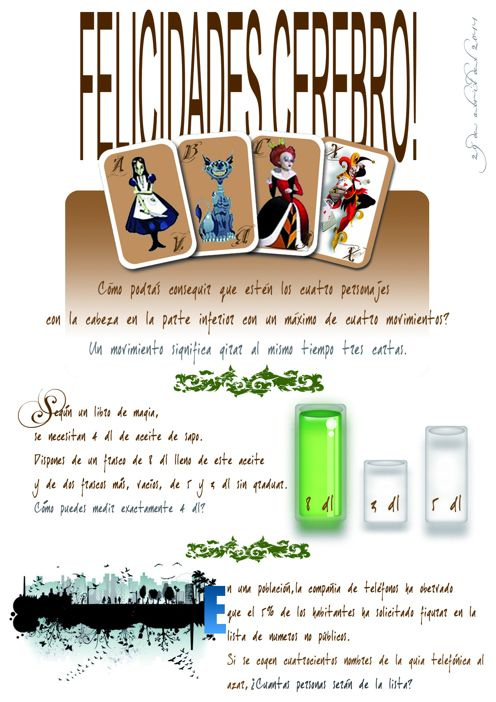 FELICIDADES CEREBRO!
28 de abril del 2011
A B C X
Cómo podrás conseguir que estén los cuatro personajes
con la cabeza en la parte inferior con un máximo de cuatro movimientos?
Un movimiento significa girar al mismo tiempo tres cartas.
Según un libro de magia,
se necesitan 4 dl de aceite de sapo.
Dispones de un frasco de 8 dl lleno de este aceite
y de dos frascos más, vacíos, de 5 y 3 dl sin graduar.
Cómo puedes medir exactamente 4 dl?
8 dl 3 dl 5 dl
En una población,la compañia de teléfonos ha obervado
que el 5% de los habitantes ha solicitado figurar en la
lista de numeros no públicos.
Si se cogen cuatrocientos nombres de la guia telefónica al
azar,¿Cuantas personas serán de la lista?